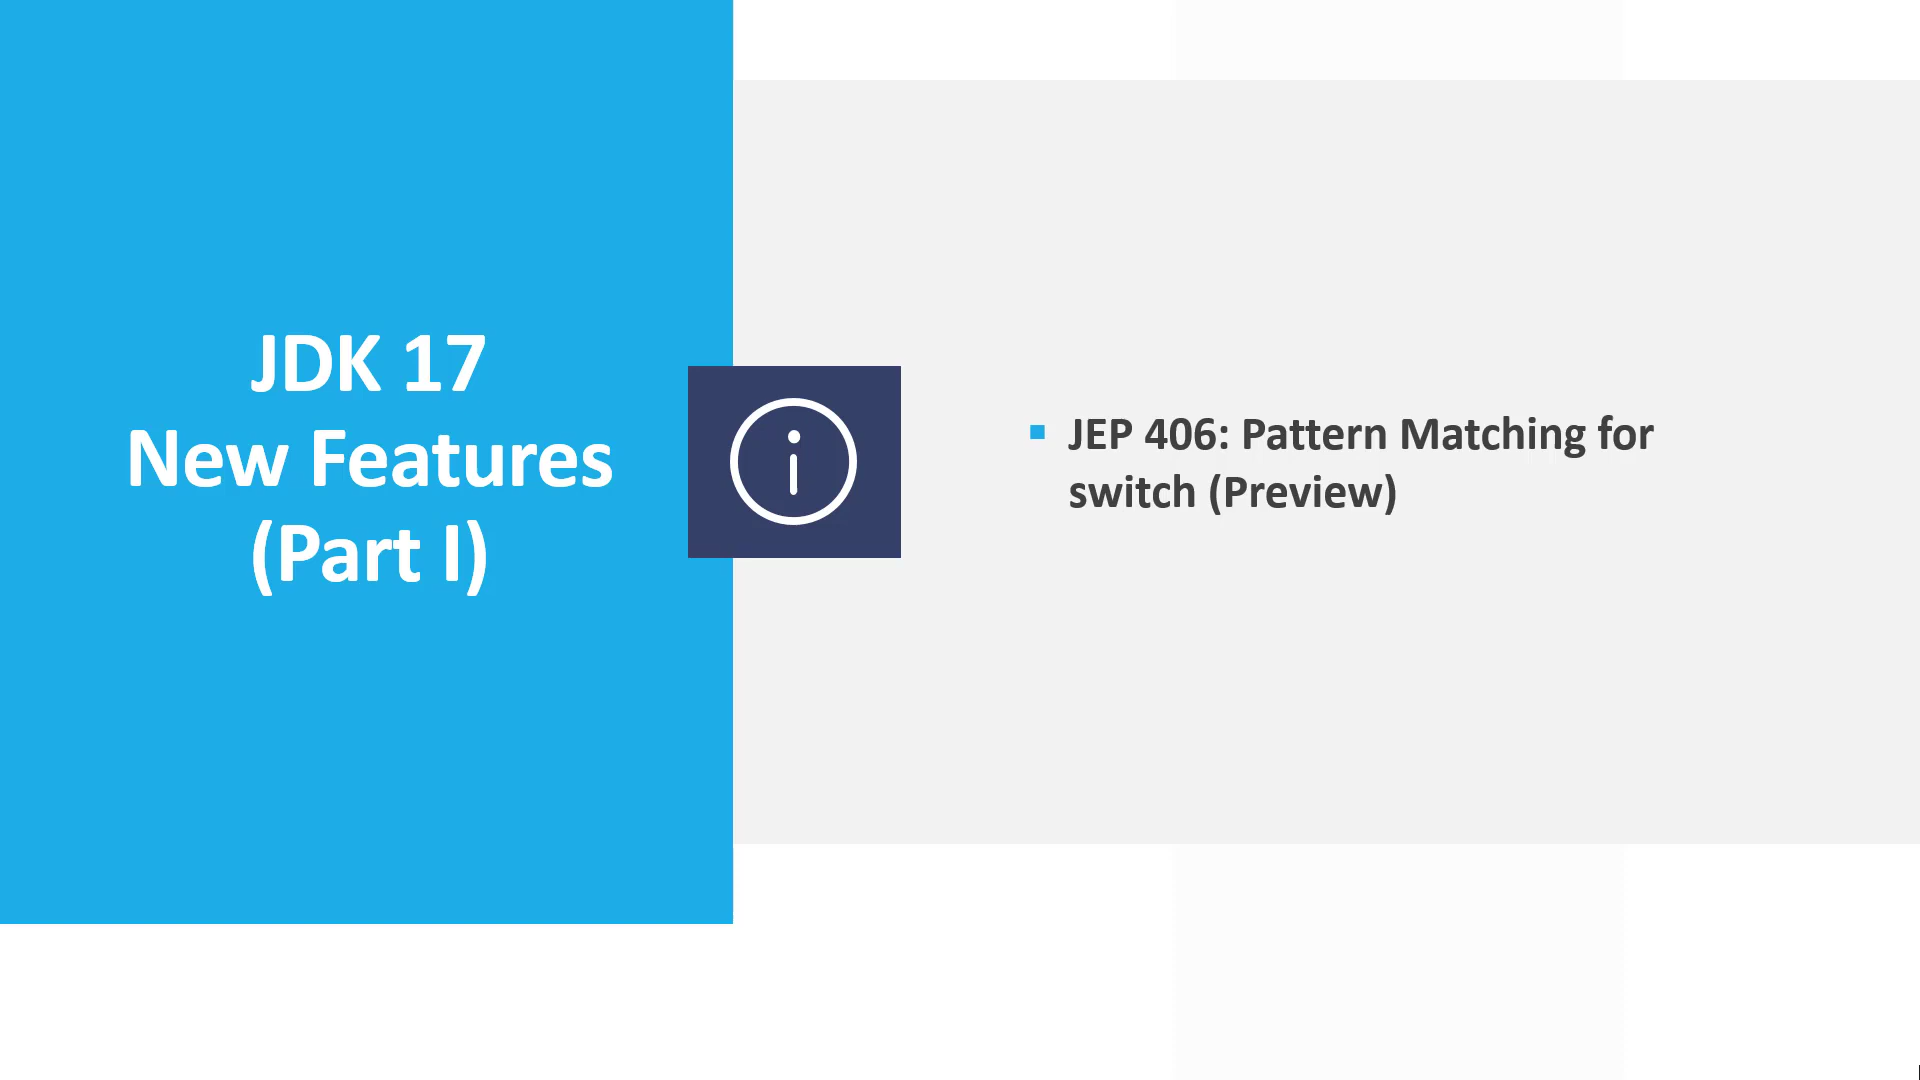 JDK 17
New Features
(Part I)
JEP 406: Pattern Matching for
switch (Preview)